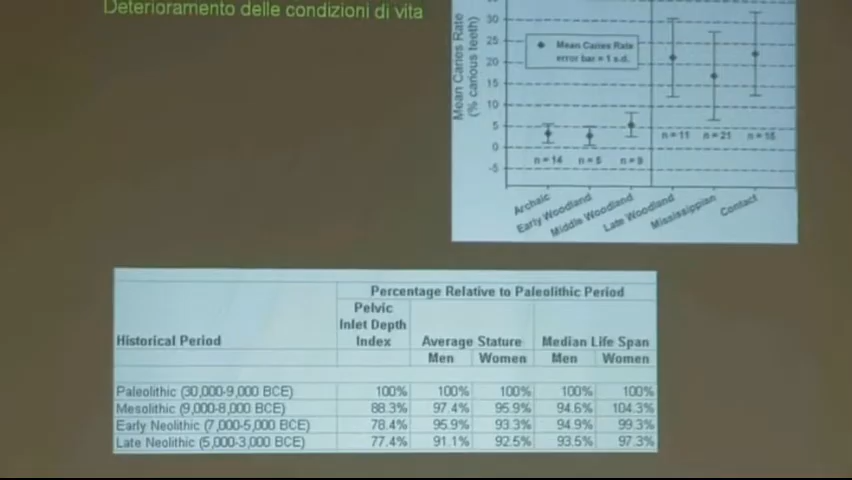 Deterioramento delle condizioni di vita
Mean Caries Rate
(% carious teeth)
30
25
20
15
10
5
0
-5
Mean Caries Rate
error bar = 1 s.d.
n = 11 n = 21 n = 15
n = 14 n = 5 n = 9
Archaic
Early Woodland
Middle Woodland
Late Woodland
Mississippian
Contact
Percentage Relative to Paleolithic Period
Pelvic
Inlet Depth
Historical Period Index Average Stature Median Life Span
Men Women Men Women
Paleolithic (30,000-9,000 BCE) 100% 100% 100% 100% 100%
Mesolithic (9,000-8,000 BCE) 88.3% 97.4% 95.9% 94.6% 104.3%
Early Neolithic (7,000-5,000 BCE) 78.4% 95.9% 93.3% 94.9% 99.3%
Late Neolithic (5,000-3,000 BCE) 77.4% 91.1% 92.5% 93.5% 97.3%